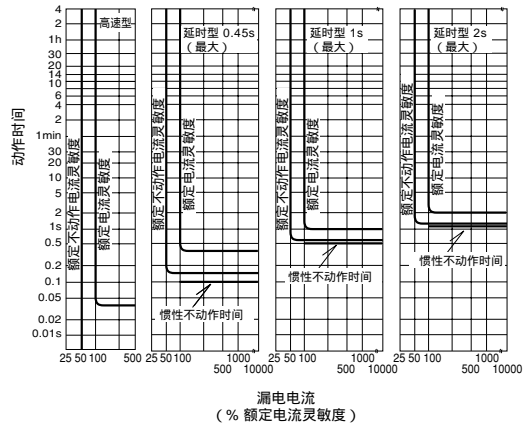 高速型
延时型 0.45s
（最大）
延时型 1s
（最大）
延时型 2s
（最大）
动作时间
4
2
1h
30
20
14
10
6
4
2
1min
30
20
10
5
2
1s
0.5
0.2
0.1
0.05
0.02
0.01s
额定不动作电流灵敏度
额定电流灵敏度
额定不动作电流灵敏度
额定电流灵敏度
惯性不动作时间
额定不动作电流灵敏度
额定电流灵敏度
惯性不动作时间
额定不动作电流灵敏度
额定电流灵敏度
惯性不动作时间
25 50 100 500
25 50 100 1000
500 10000
25 50 100 1000
500 10000
25 50 100 1000
500 10000
漏电电流
（% 额定电流灵敏度）